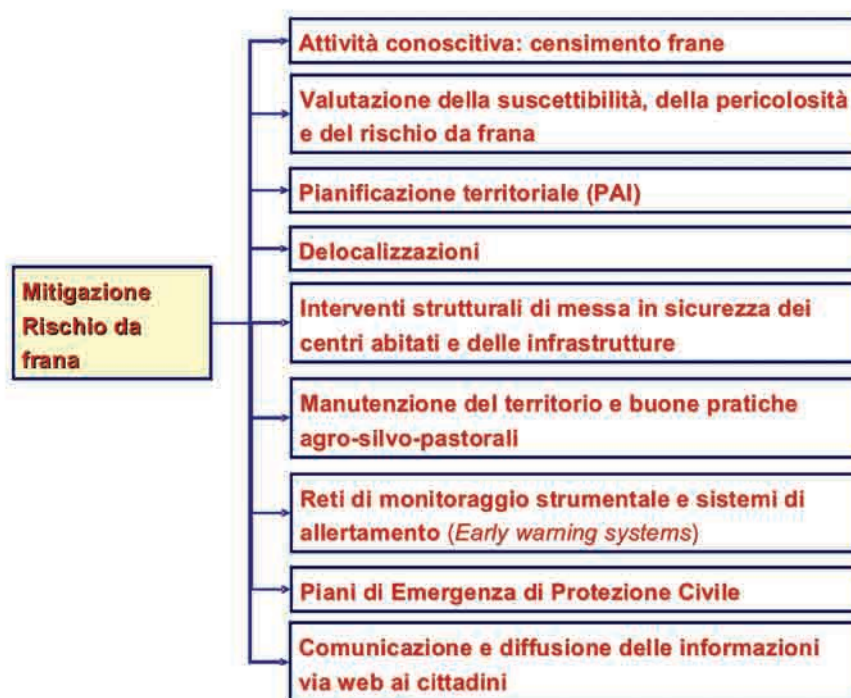 Mitigazione
Rischio da
frana
Attività conoscitiva: censimento frane
Valutazione della suscettibilità, della pericolosità
e del rischio da frana
Pianificazione territoriale (PAI)
Delocalizzazioni
Interventi strutturali di messa in sicurezza dei
centri abitati e delle infrastrutture
Manutenzione del territorio e buone pratiche
agro-silvo-pastorali
Reti di monitoraggio strumentale e sistemi di
allertamento (Early warning systems)
Piani di Emergenza di Protezione Civile
Comunicazione e diffusione delle informazioni
via web ai cittadini